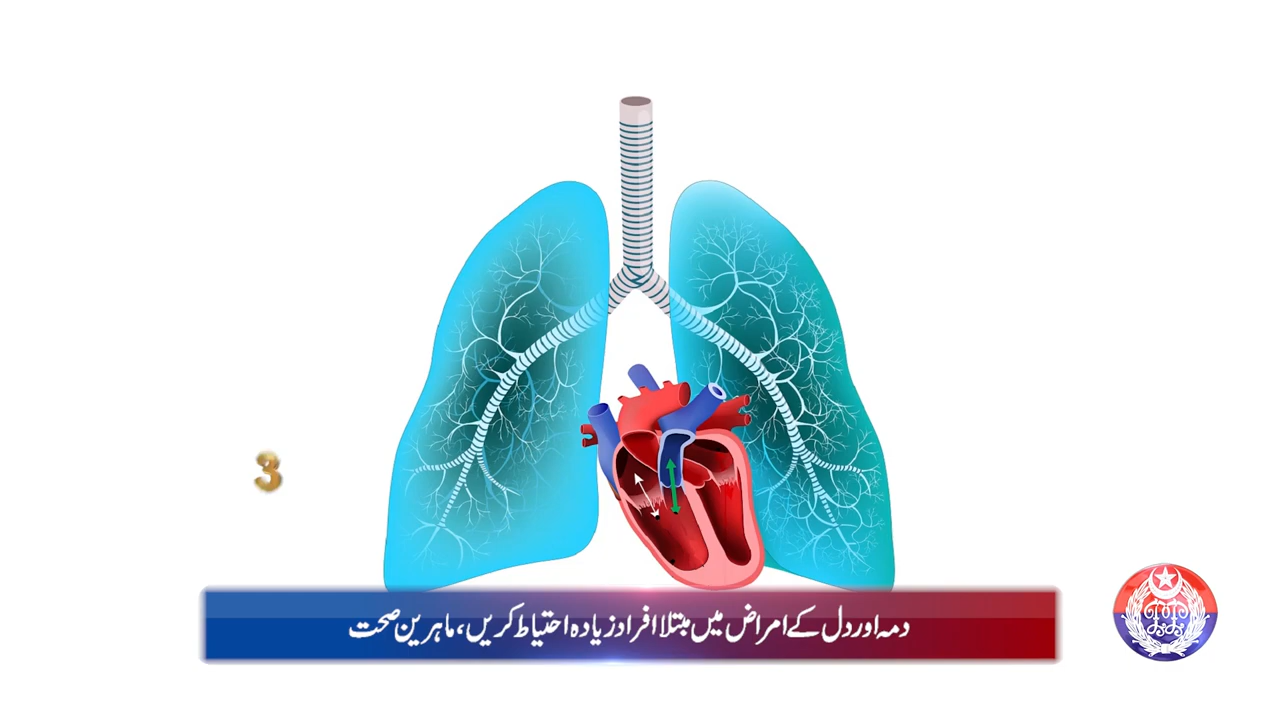 3
دمہ اور دل کے امراض میں مبتلا افراد زیادہ احتیاط کریں، ماہرین صحت